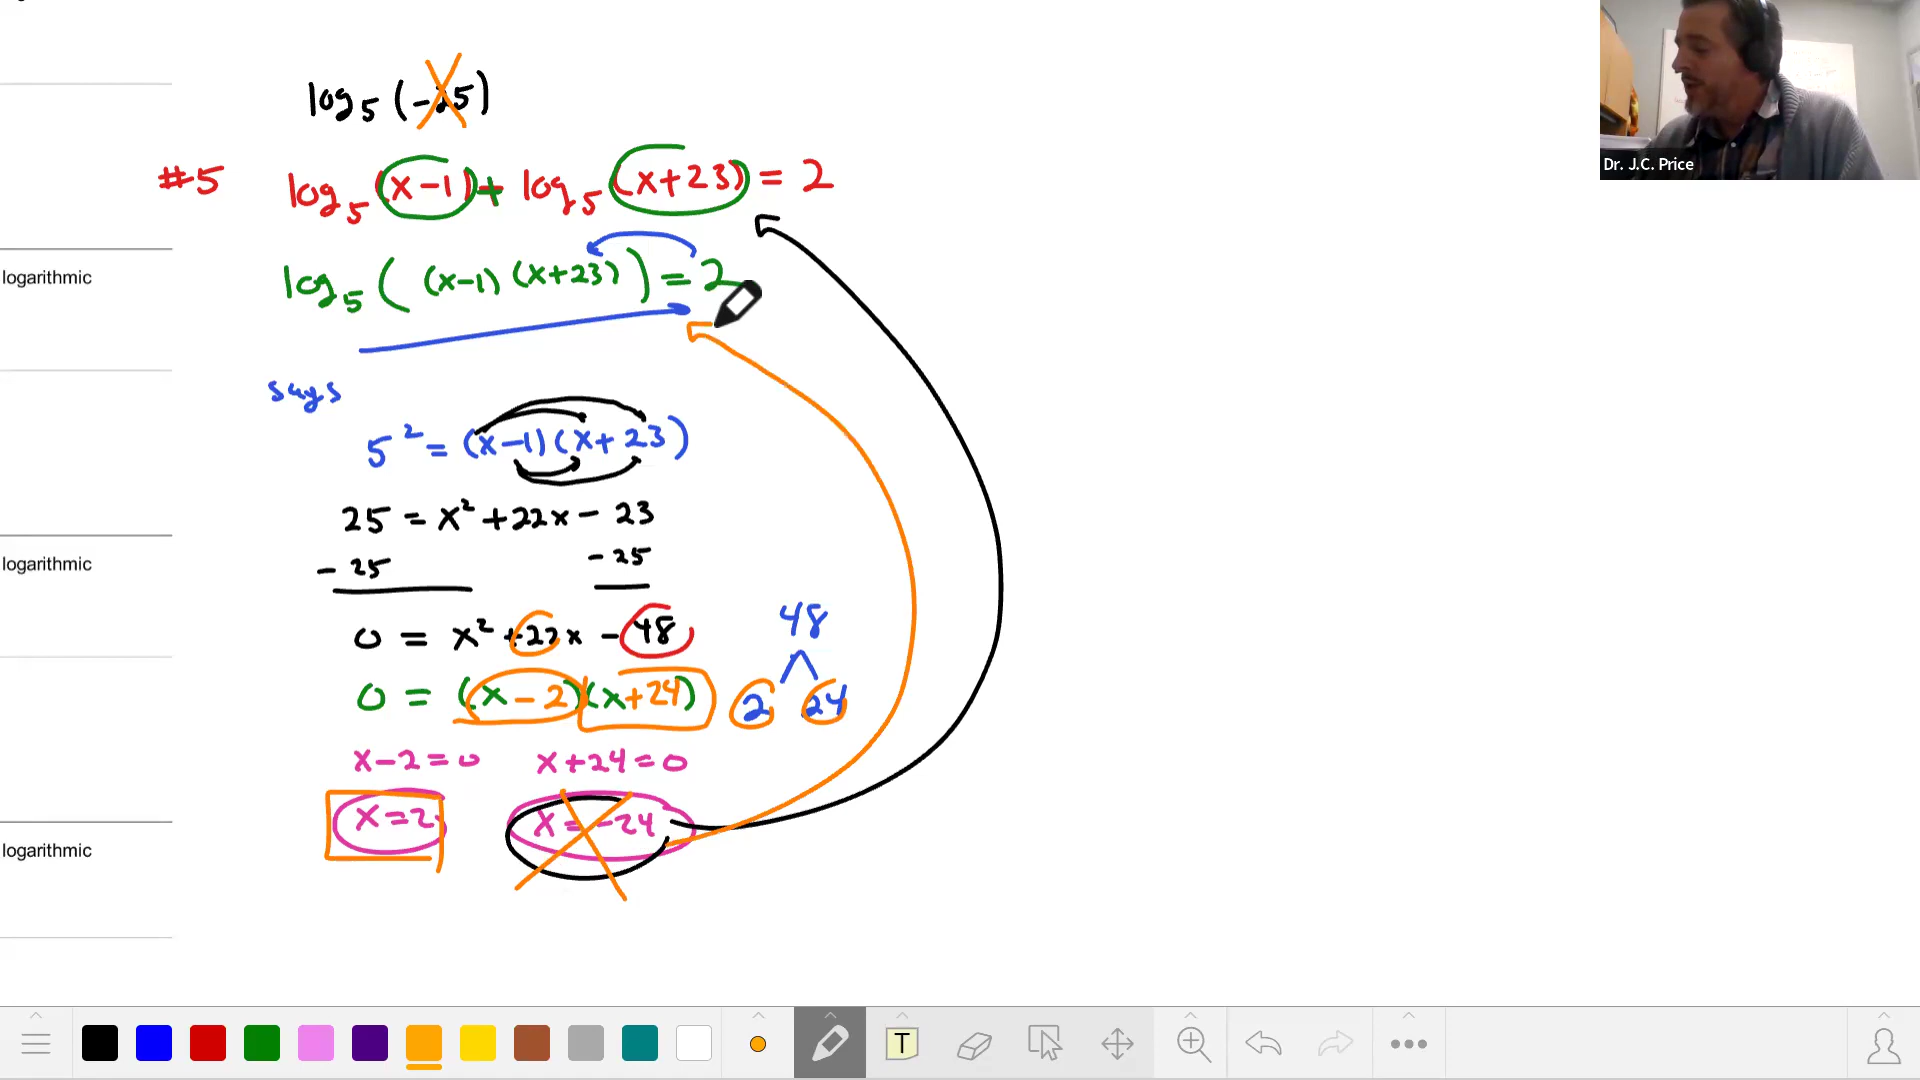 log₅(-25)
#5 log₅(x-1) + log₅(x+23) = 2
log₅((x-1)(x+23)) = 2
says
5² = (x-1)(x+23)
25 = x² + 22x - 23
- 25 - 25
0 = x² + 22x - 48
48
0 = (x-2)(x+24)
2 24
x-2=0 x+24=0
x=2 x=-24
logarithmic
logarithmic
logarithmic
Dr. J.C. Price
T